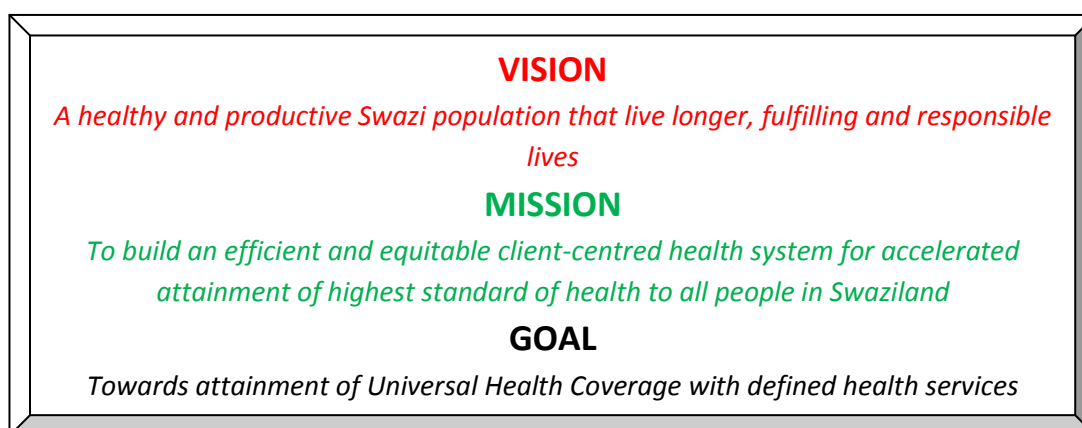 VISION
A healthy and productive Swazi population that live longer, fulfilling and responsible
lives
MISSION
To build an efficient and equitable client-centred health system for accelerated
attainment of highest standard of health to all people in Swaziland
GOAL
Towards attainment of Universal Health Coverage with defined health services